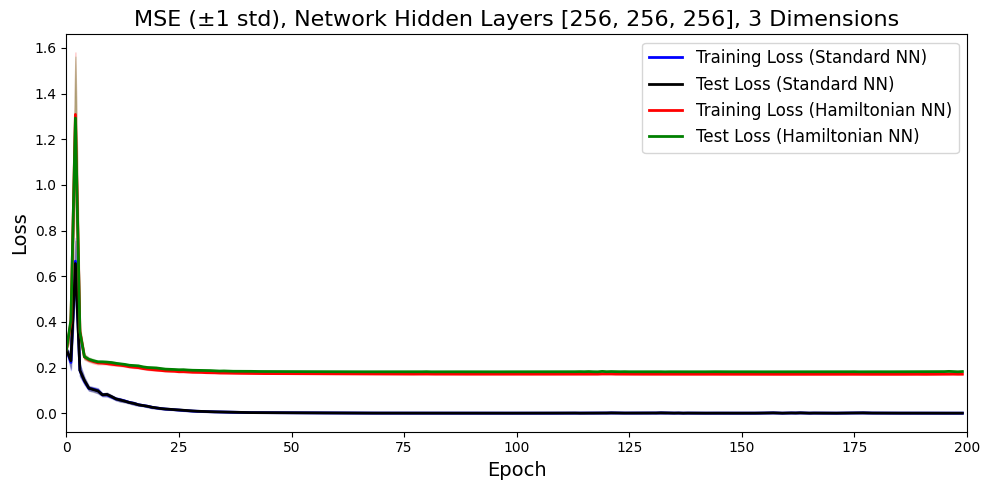 MSE (±1 std), Network Hidden Layers [256, 256, 256], 3 Dimensions
Training Loss (Standard NN)
Test Loss (Standard NN)
Training Loss (Hamiltonian NN)
Test Loss (Hamiltonian NN)
Loss
1.6
1.4
1.2
1.0
0.8
0.6
0.4
0.2
0.0
0 25 50 75 100 125 150 175 200
Epoch